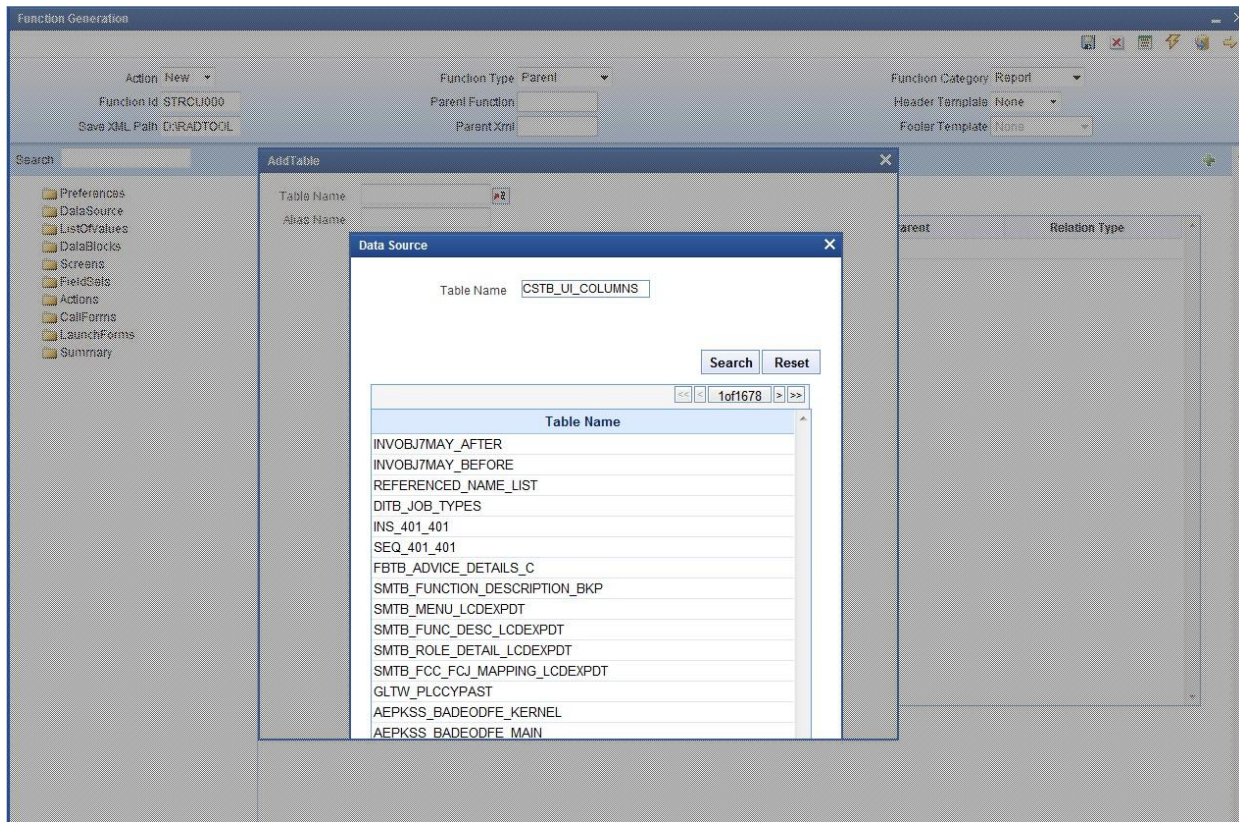 Function Generation
Action New
Function Type Parent
Function Category Report
Function Id STRCU000
Parent Function
Header Template None
Save XML Path D:\RADTOOL
Parent Xml
Footer Template None
Search
AddTable
Preferences
DataSource
ListOfValues
DataBlocks
Screens
FieldSets
Actions
CallForms
LaunchForms
Summary
Table Name
Alias Name
arent
Relation Type
Data Source
Table Name CSTB_UI_COLUMNS
Search Reset
<< < 1of1678 > >>
Table Name
INVOBJ7MAY_AFTER
INVOBJ7MAY_BEFORE
REFERENCED_NAME_LIST
DITB_JOB_TYPES
INS_401_401
SEQ_401_401
FBTB_ADVICE_DETAILS_C
SMTB_FUNCTION_DESCRIPTION_BKP
SMTB_MENU_LCDEXPDT
SMTB_FUNC_DESC_LCDEXPDT
SMTB_ROLE_DETAIL_LCDEXPDT
SMTB_FCC_FCJ_MAPPING_LCDEXPDT
GLTW_PLCCYPAST
AEPKSS_BADEODFE_KERNEL
AEPKSS_BADEODFE_MAIN